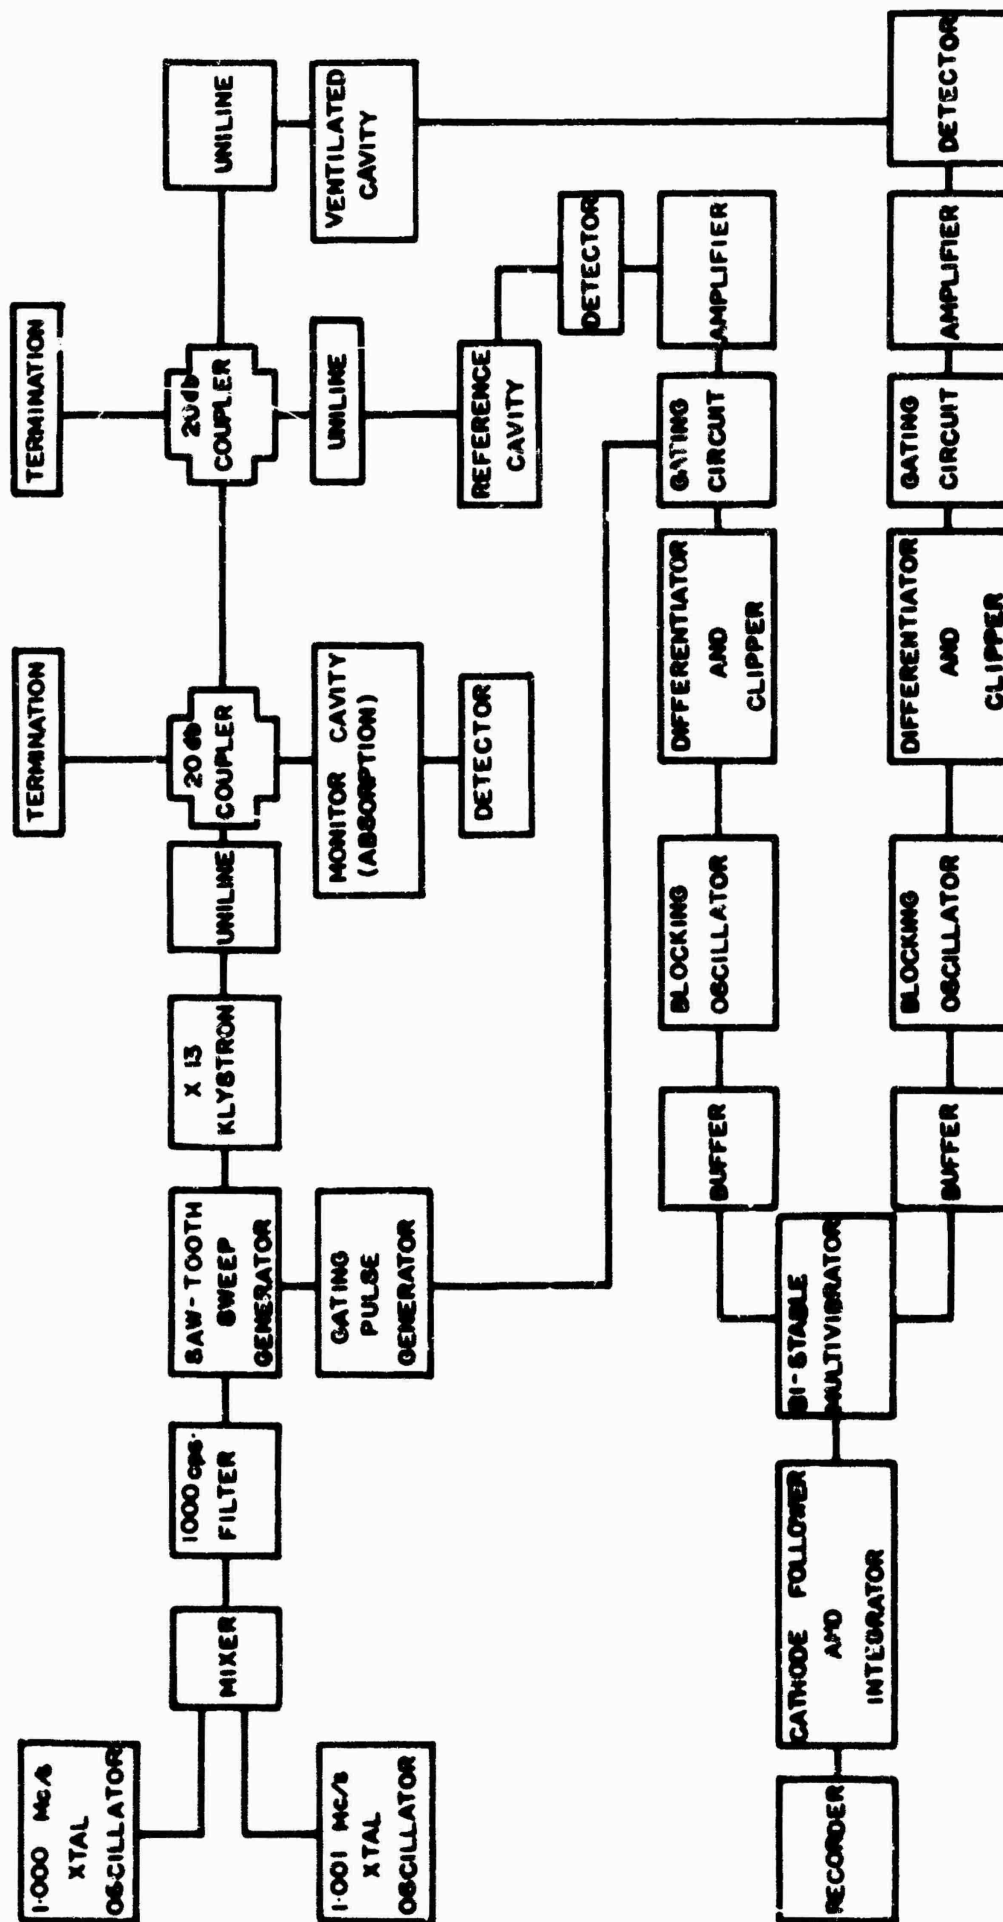 1.000 Mc/s
XTAL
OSCILLATOR
1.001 Mc/s
XTAL
OSCILLATOR
MIXER
1000 cps.
FILTER
SAW-TOOTH
SWEEP
GENERATOR
GATING
PULSE
GENERATOR
X 13
KLYSTRON
UNILINE
TERMINATION
20 db
COUPLER
MONITOR CAVITY
(ABSORPTION)
DETECTOR
TERMINATION
20 db
COUPLER
UNILINE
REFERENCE
CAVITY
UNILINE
VENTILATED
CAVITY
DETECTOR
AMPLIFIER
GATING
CIRCUIT
DIFFERENTIATOR
AND
CLIPPER
BLOCKING
OSCILLATOR
BUFFER
DETECTOR
AMPLIFIER
GATING
CIRCUIT
DIFFERENTIATOR
AND
CLIPPER
BLOCKING
OSCILLATOR
BUFFER
BI-STABLE
MULTIVIBRATOR
CATHODE FOLLOWER
AND
INTEGRATOR
RECORDER